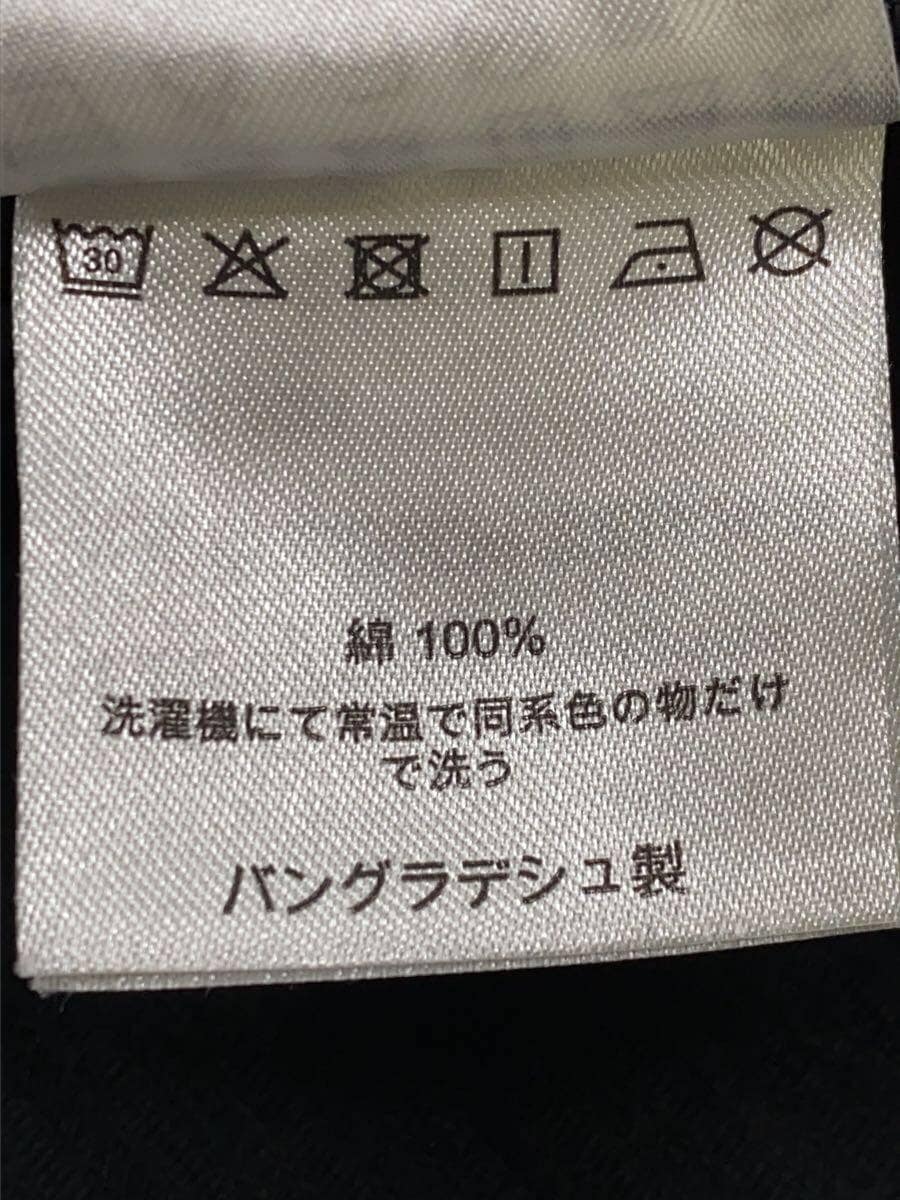 30
綿 100%
洗濯機にて常温で同系色の物だけ
で洗う
バングラデシュ製